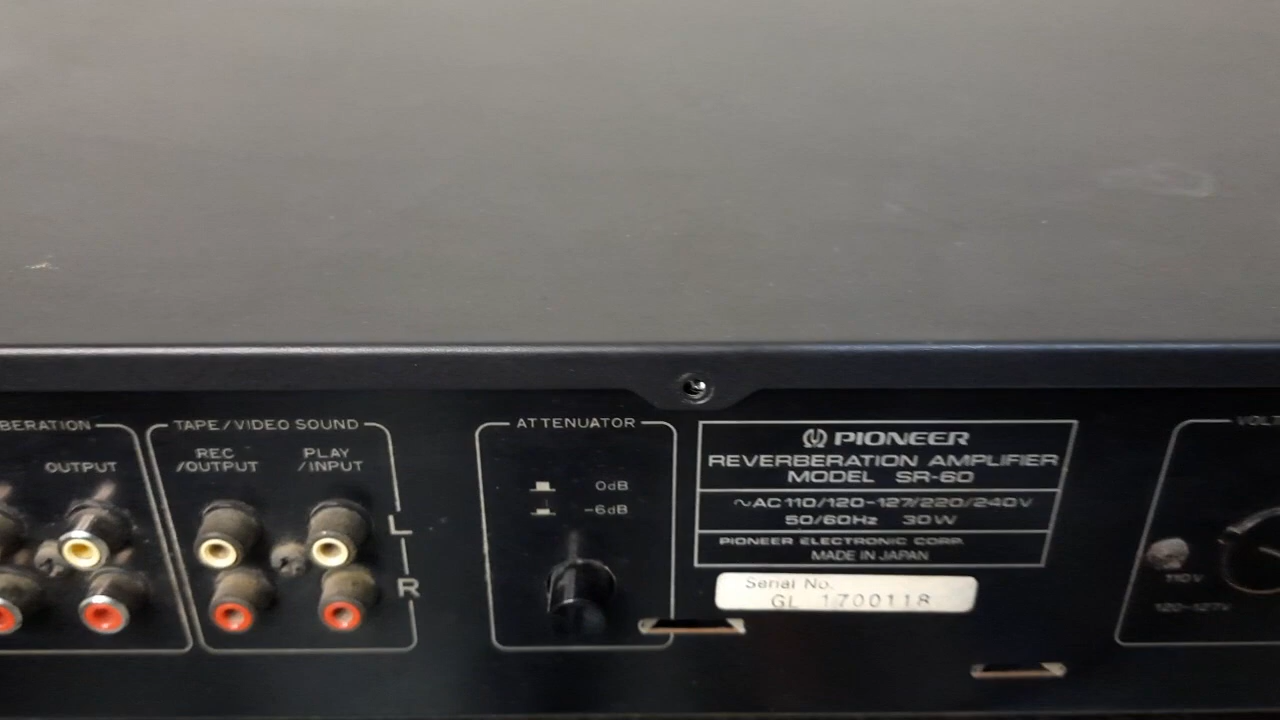 BERATION
OUTPUT
TAPE/VIDEO SOUND
REC
/OUTPUT
PLAY
/INPUT
L
R
ATTENUATOR
0dB
-6dB
PIONEER
REVERBERATION AMPLIFIER
MODEL SR-60
~AC 110/120-127/220/240V
50/60Hz 30W
PIONEER ELECTRONIC CORP.
MADE IN JAPAN
Serial No.
GL 1700118
VOLT
110V
120-127V